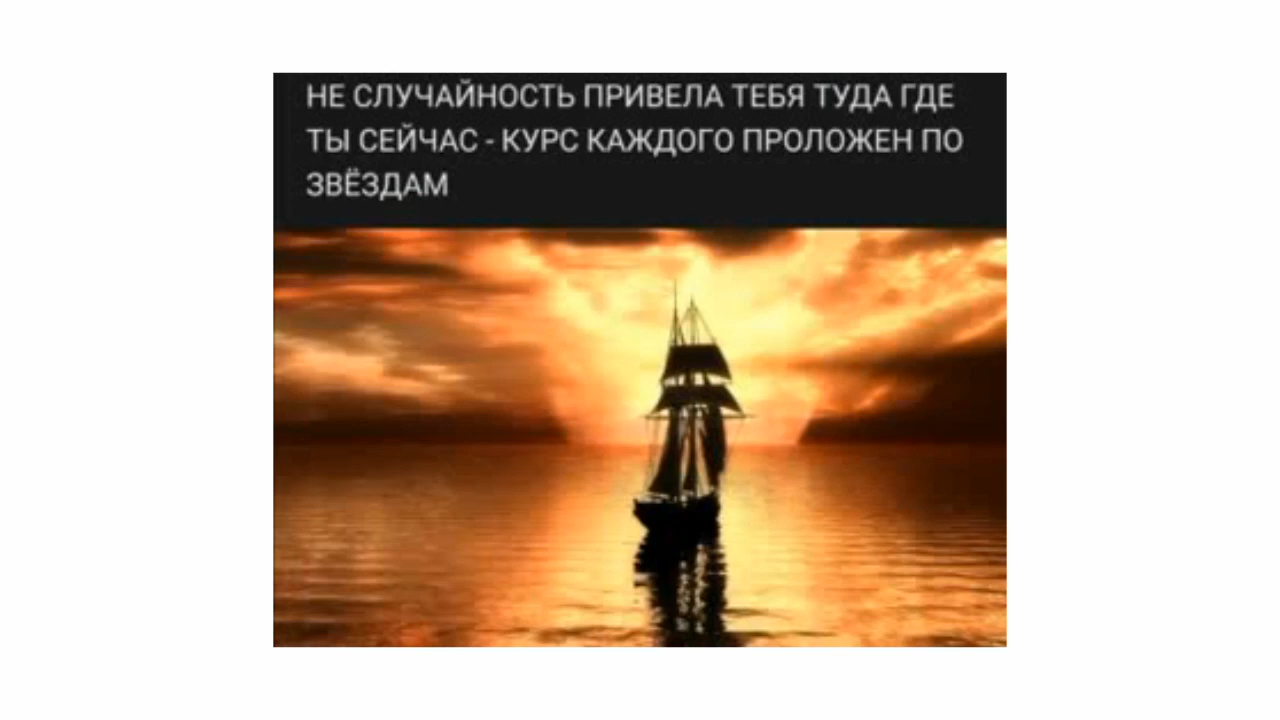 НЕ СЛУЧАЙНОСТЬ ПРИВЕЛА ТЕБЯ ТУДА ГДЕ
ТЫ СЕЙЧАС - КУРС КАЖДОГО ПРОЛОЖЕН ПО
ЗВЁЗДАМ